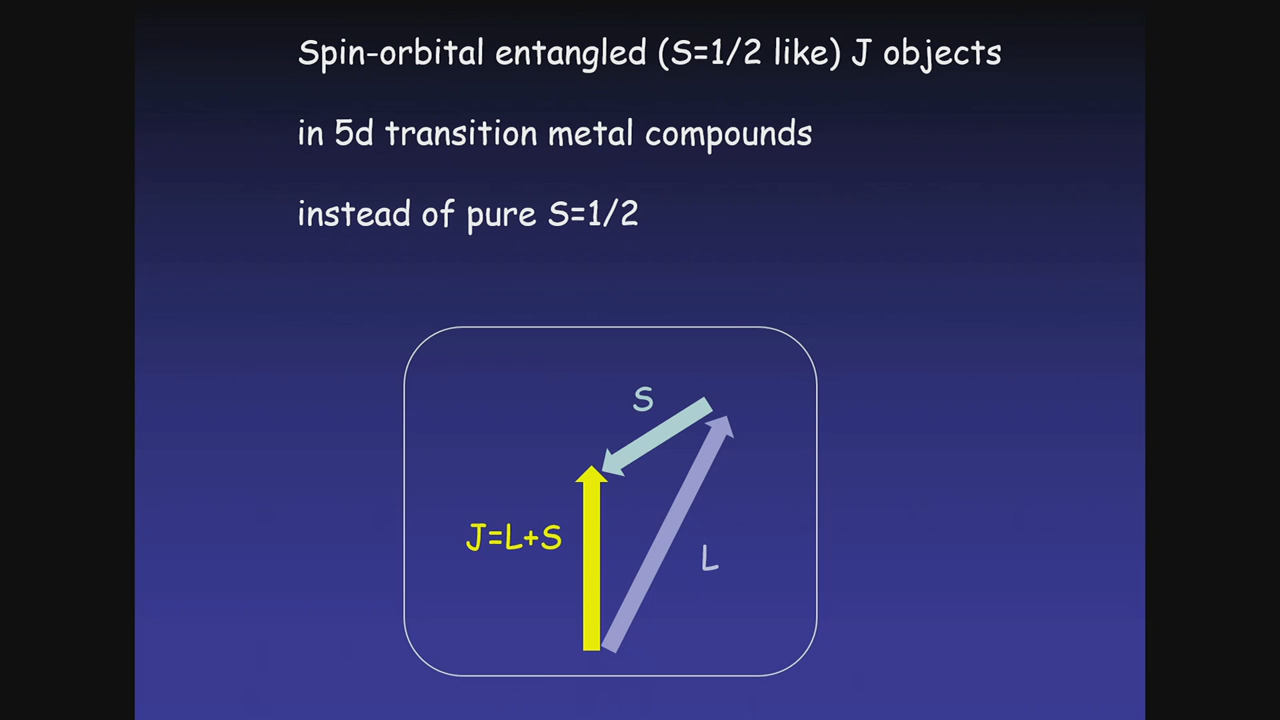 Spin-orbital entangled (S=1/2 like) J objects
in 5d transition metal compounds
instead of pure S=1/2
S
J=L+S
L